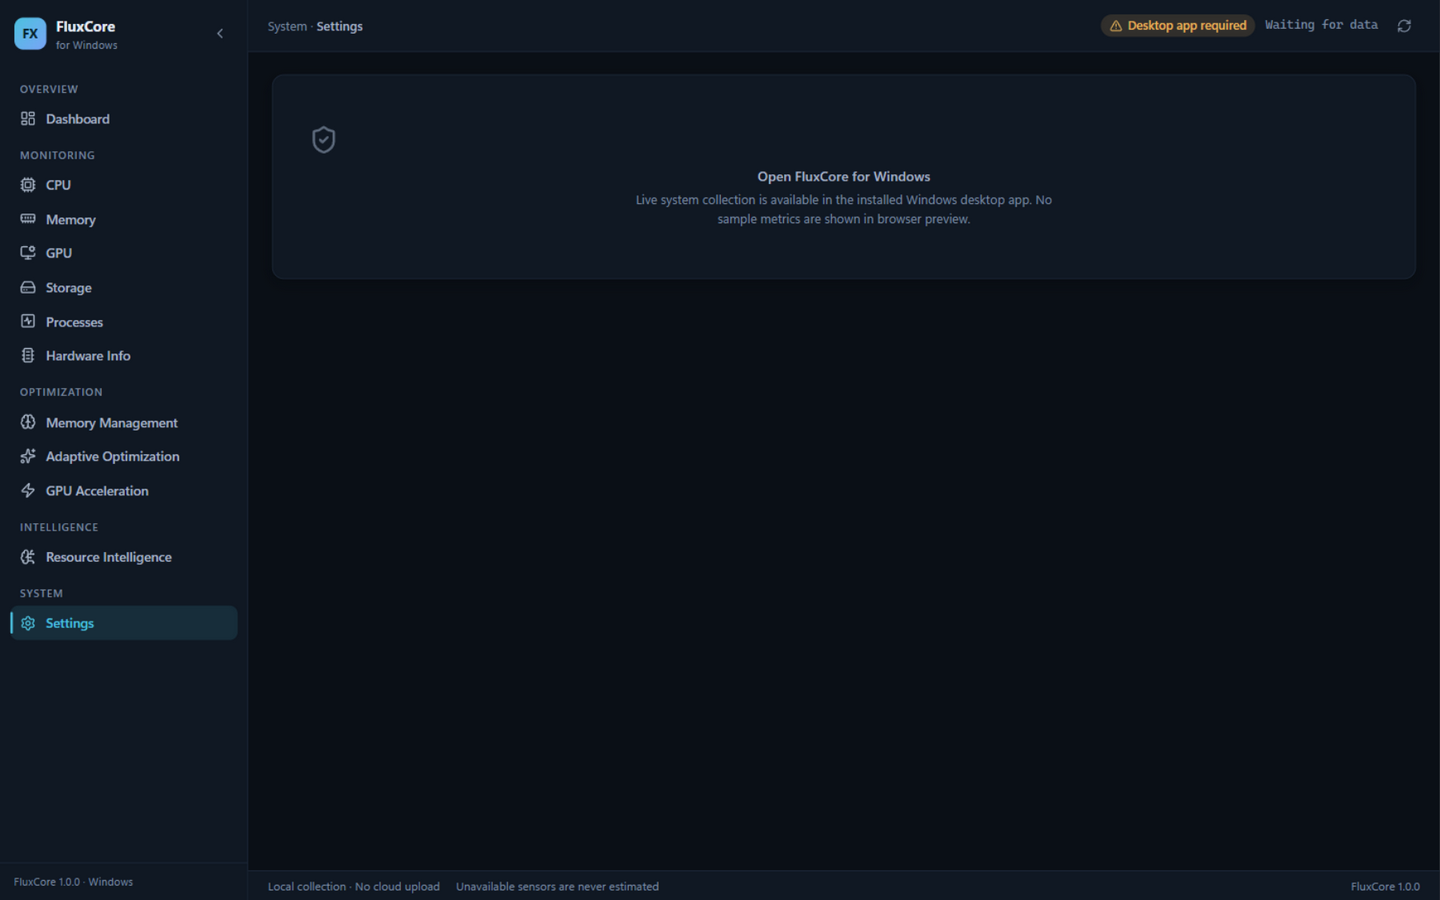 FX
FluxCore
for Windows
OVERVIEW
Dashboard
MONITORING
CPU
Memory
GPU
Storage
Processes
Hardware Info
OPTIMIZATION
Memory Management
Adaptive Optimization
GPU Acceleration
INTELLIGENCE
Resource Intelligence
SYSTEM
Settings
FluxCore 1.0.0 · Windows
System · Settings
Desktop app required
Waiting for data
Open FluxCore for Windows
Live system collection is available in the installed Windows desktop app. No
sample metrics are shown in browser preview.
Local collection · No cloud upload
Unavailable sensors are never estimated
FluxCore 1.0.0